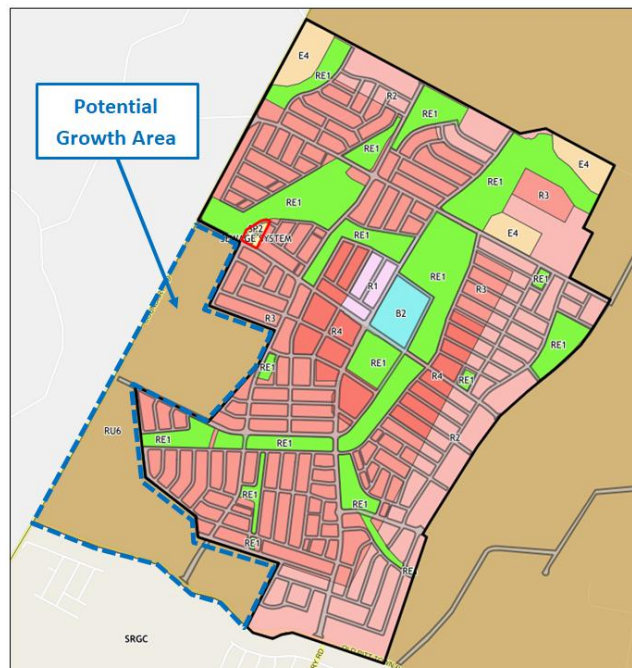 E4
RE1
R2
RE1
Potential
Growth Area
RE1
RE1
E4
RE1
R3
SP2
SEWAGE SYSTEM
E4
RE1
RE1
RE1
R1
R3
B2
R3
R4
RE1
RE1
RE1
R4
RE1
RU6
RE1
RE1
R2
RE1
RE1
RE1
RE
SRGC